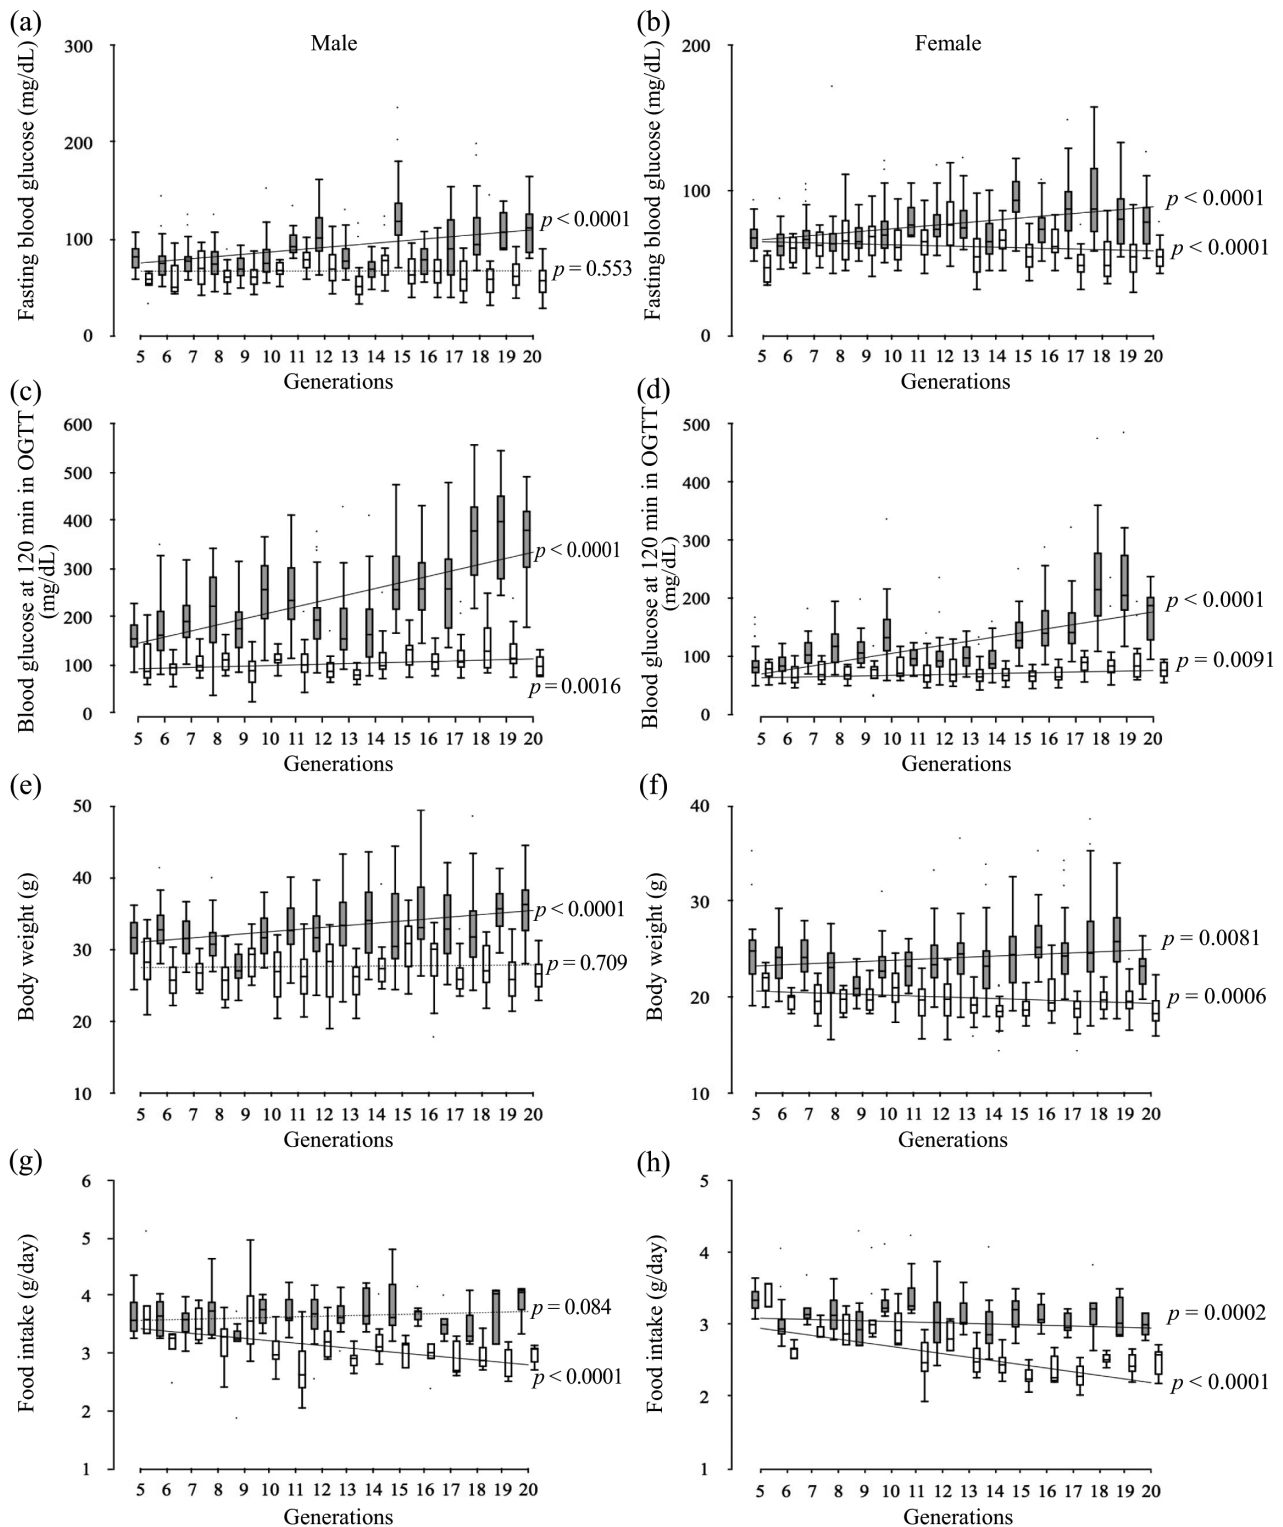 (a)
Male
Fasting blood glucose (mg/dL)
300
200
100
0
p < 0.0001
p = 0.553
5 6 7 8 9 10 11 12 13 14 15 16 17 18 19 20
Generations
(b)
Female
Fasting blood glucose (mg/dL)
200
100
0
p < 0.0001
p < 0.0001
5 6 7 8 9 10 11 12 13 14 15 16 17 18 19 20
Generations
(c)
Blood glucose at 120 min in OGTT
(mg/dL)
600
500
400
300
200
100
0
p < 0.0001
p = 0.0016
5 6 7 8 9 10 11 12 13 14 15 16 17 18 19 20
Generations
(d)
Blood glucose at 120 min in OGTT
(mg/dL)
500
400
300
200
100
0
p < 0.0001
p = 0.0091
5 6 7 8 9 10 11 12 13 14 15 16 17 18 19 20
Generations
(e)
Body weight (g)
50
40
30
20
10
p < 0.0001
p = 0.709
5 6 7 8 9 10 11 12 13 14 15 16 17 18 19 20
Generations
(f)
Body weight (g)
40
30
20
10
p = 0.0081
p = 0.0006
5 6 7 8 9 10 11 12 13 14 15 16 17 18 19 20
Generations
(g)
Food intake (g/day)
6
5
4
3
2
1
p = 0.084
p < 0.0001
5 6 7 8 9 10 11 12 13 14 15 16 17 18 19 20
Generations
(h)
Food intake (g/day)
5
4
3
2
1
p = 0.0002
p < 0.0001
5 6 7 8 9 10 11 12 13 14 15 16 17 18 19 20
Generations